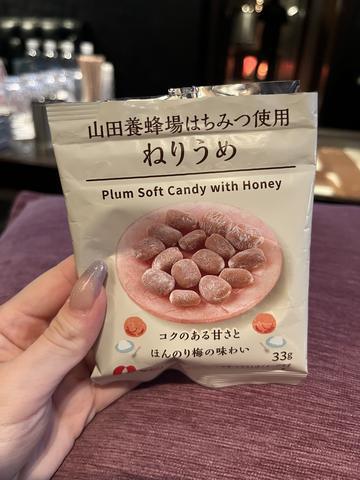 山田養蜂場はちみつ使用
ねりうめ
Plum Soft Candy with Honey
コクのある甘さと
ほんのり梅の味わい
33g